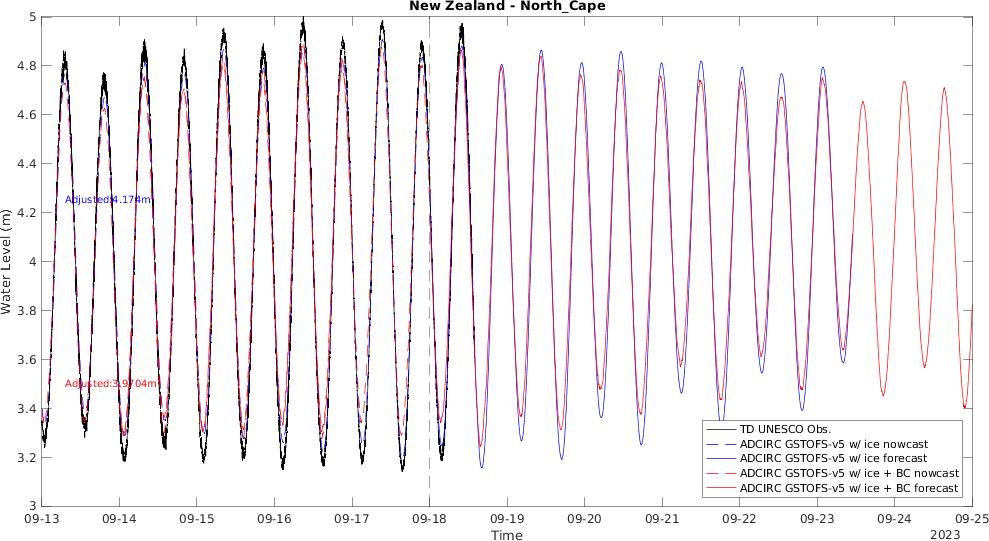 New Zealand - North_Cape
5
4.8
4.6
4.4
4.2
4
3.8
3.6
3.4
3.2
3
Water Level (m)
Adjusted:4.174m
Adjusted:3.9704m
TD UNESCO Obs.
ADCIRC GSTOFS-v5 w/ ice nowcast
ADCIRC GSTOFS-v5 w/ ice forecast
ADCIRC GSTOFS-v5 w/ ice + BC nowcast
ADCIRC GSTOFS-v5 w/ ice + BC forecast
09-13 09-14 09-15 09-16 09-17 09-18 09-19 09-20 09-21 09-22 09-23 09-24 09-25
Time
2023